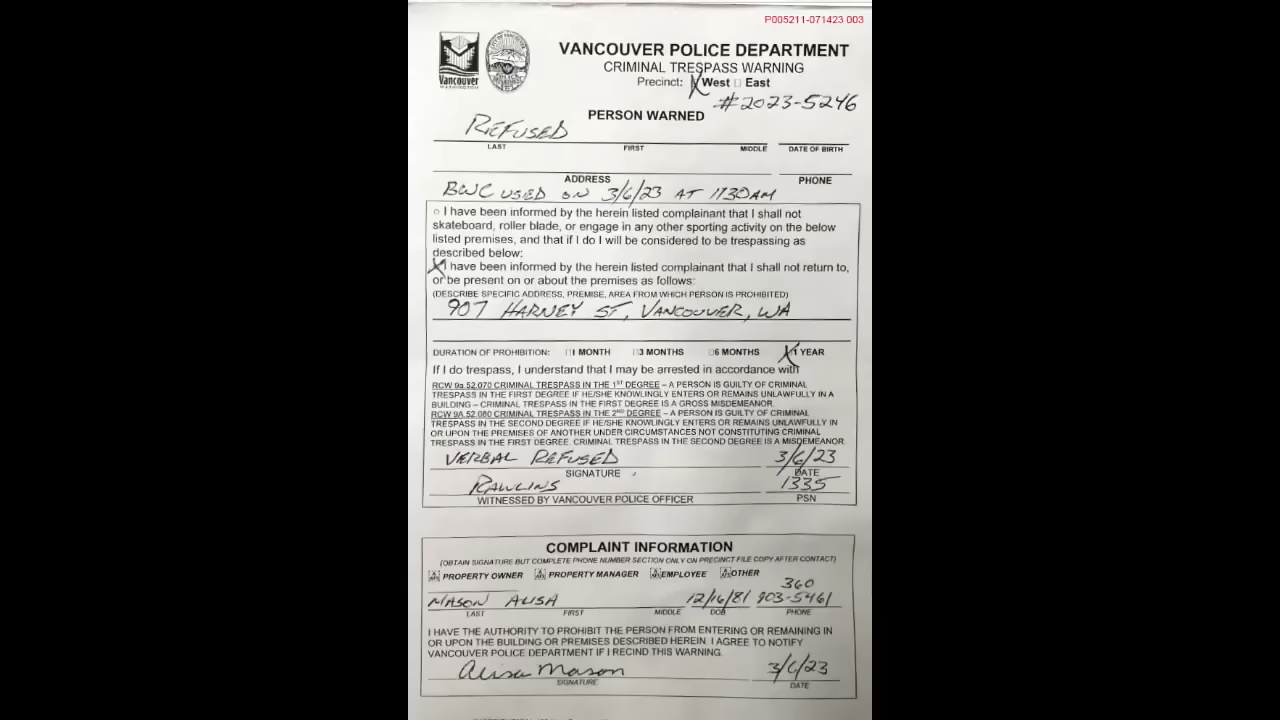 P005211-071423 003
Vancouver
WASHINGTON
VANCOUVER POLICE DEPARTMENT
CRIMINAL TRESPASS WARNING
Precinct: X West □ East
#2023-5246
PERSON WARNED
REFUSED
LAST FIRST MIDDLE DATE OF BIRTH
ADDRESS PHONE
BWC USED ON 3/6/23 AT 1130AM
○ I have been informed by the herein listed complainant that I shall not
skateboard, roller blade, or engage in any other sporting activity on the below
listed premises, and that if I do I will be considered to be trespassing as
described below:
X I have been informed by the herein listed complainant that I shall not return to,
or be present on or about the premises as follows:
(DESCRIBE SPECIFIC ADDRESS, PREMISE, AREA FROM WHICH PERSON IS PROHIBITED)
907 HARNEY ST, VANCOUVER, WA
DURATION OF PROHIBITION: □1 MONTH □3 MONTHS □6 MONTHS X 1 YEAR
If I do trespass, I understand that I may be arrested in accordance with
RCW 9a.52.070 CRIMINAL TRESPASS IN THE 1ST DEGREE – A PERSON IS GUILTY OF CRIMINAL
TRESPASS IN THE FIRST DEGREE IF HE/SHE KNOWINGLY ENTERS OR REMAINS UNLAWFULLY IN A
BUILDING – CRIMINAL TRESPASS IN THE FIRST DEGREE IS A GROSS MISDEMEANOR.
RCW 9A.52.080 CRIMINAL TRESPASS IN THE 2ND DEGREE – A PERSON IS GUILTY OF CRIMINAL
TRESPASS IN THE SECOND DEGREE IF HE/SHE KNOWINGLY ENTERS OR REMAINS UNLAWFULLY IN
OR UPON THE PREMISES OF ANOTHER UNDER CIRCUMSTANCES NOT CONSTITUTING CRIMINAL
TRESPASS IN THE FIRST DEGREE. CRIMINAL TRESPASS IN THE SECOND DEGREE IS A MISDEMEANOR.
VERBAL REFUSED 3/6/23
SIGNATURE DATE
RAWLINS 1335
WITNESSED BY VANCOUVER POLICE OFFICER PSN
COMPLAINT INFORMATION
(OBTAIN SIGNATURE BUT COMPLETE PHONE NUMBER SECTION ONLY ON PRECINCT FILE COPY AFTER CONTACT)
PROPERTY OWNER PROPERTY MANAGER EMPLOYEE OTHER
360
MASON ALISA 12/16/81 903-5461
LAST FIRST MIDDLE DOB PHONE
I HAVE THE AUTHORITY TO PROHIBIT THE PERSON FROM ENTERING OR REMAINING IN
OR UPON THE BUILDING OR PREMISES DESCRIBED HEREIN. I AGREE TO NOTIFY
VANCOUVER POLICE DEPARTMENT IF I RECIND THIS WARNING.
Alisa Mason 3/6/23
SIGNATURE DATE